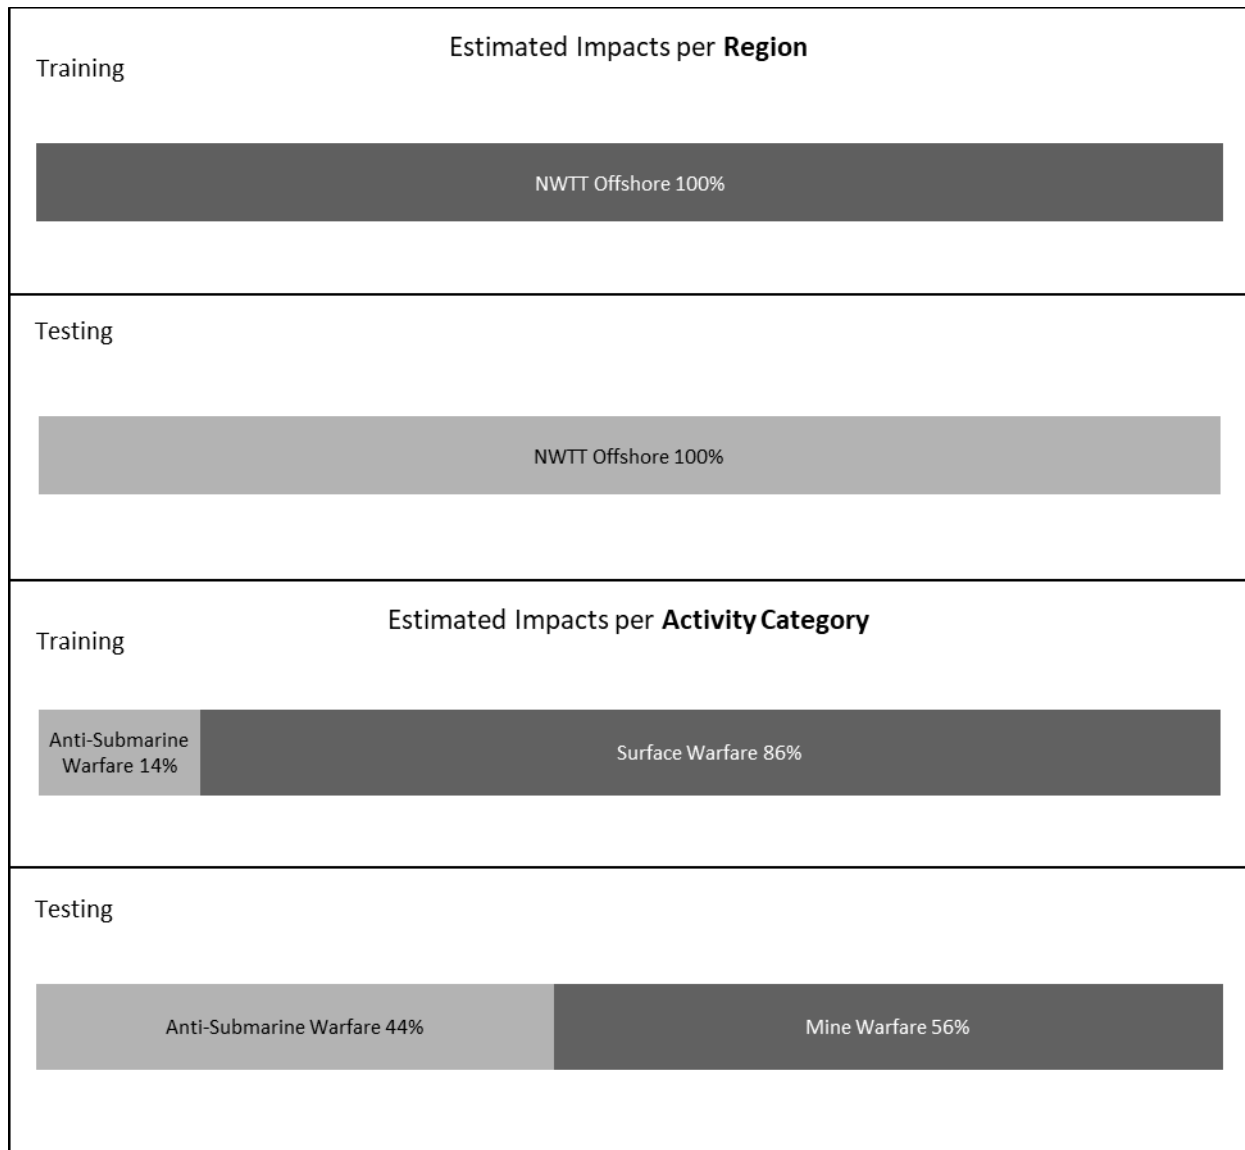 Estimated Impacts per Region
Training
NWTT Offshore 100%
Testing
NWTT Offshore 100%
Estimated Impacts per Activity Category
Training
Anti-Submarine
Warfare 14%
Surface Warfare 86%
Testing
Anti-Submarine Warfare 44%
Mine Warfare 56%